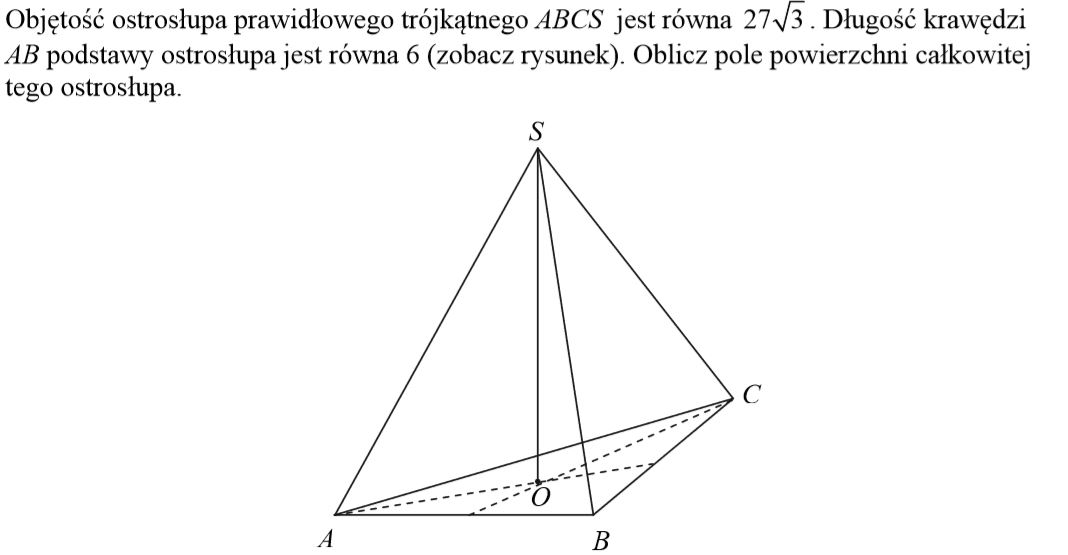 Objętość ostrosłupa prawidłowego trójkątnego ABCS jest równa 27√3. Długość krawędzi
AB podstawy ostrosłupa jest równa 6 (zobacz rysunek). Oblicz pole powierzchni całkowitej
tego ostrosłupa.
S
C
O
A
B